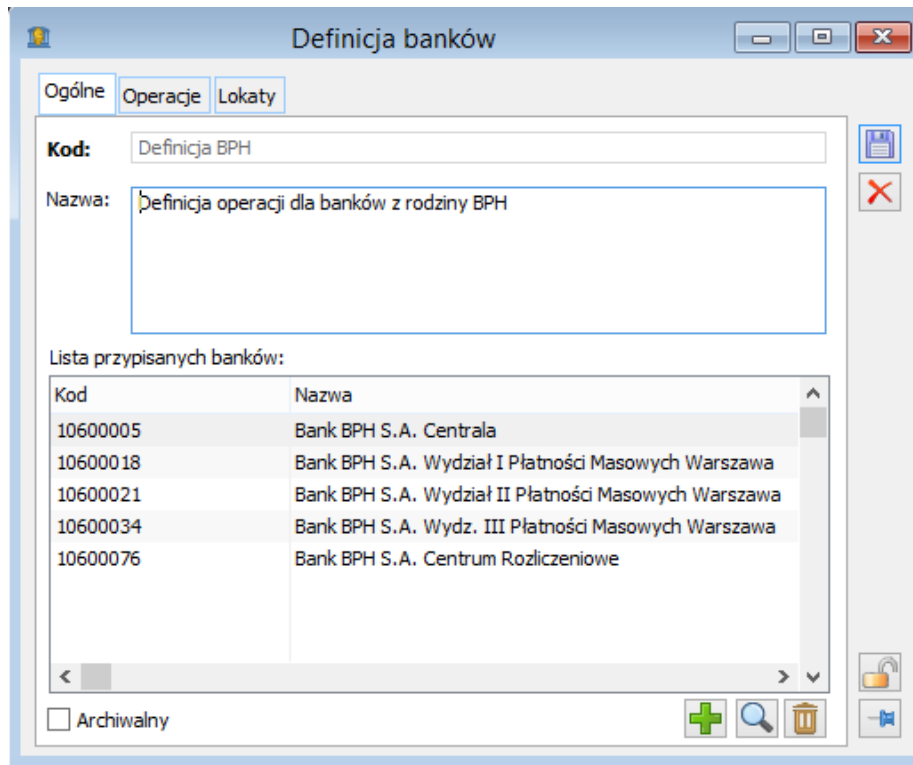 Definicja banków
Ogólne Operacje Lokaty
Kod: Definicja BPH
Nazwa: Definicja operacji dla banków z rodziny BPH
Lista przypisanych banków:
Kod Nazwa
10600005 Bank BPH S.A. Centrala
10600018 Bank BPH S.A. Wydział I Płatności Masowych Warszawa
10600021 Bank BPH S.A. Wydział II Płatności Masowych Warszawa
10600034 Bank BPH S.A. Wydz. III Płatności Masowych Warszawa
10600076 Bank BPH S.A. Centrum Rozliczeniowe
Archiwalny